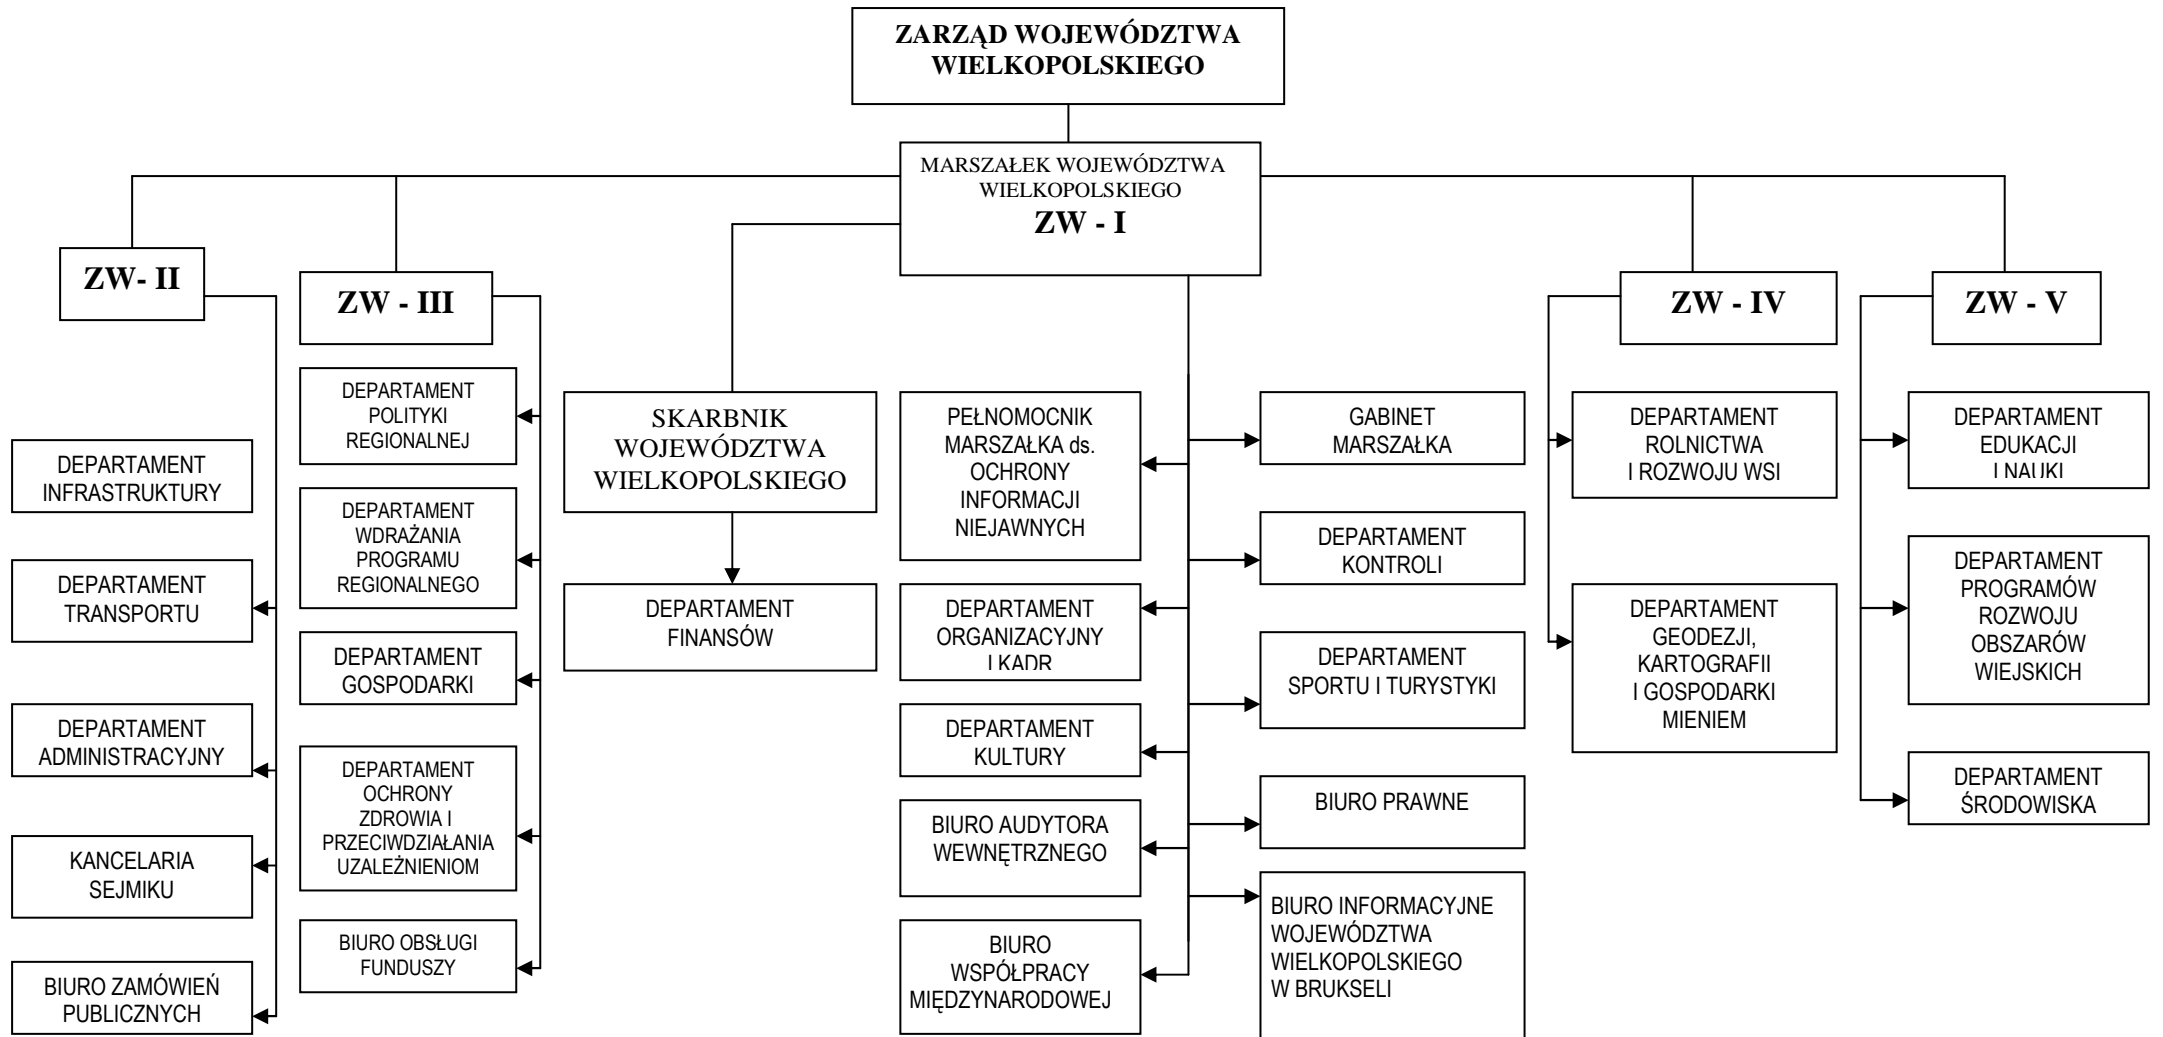 ZARZĄD WOJEWÓDZTWA
WIELKOPOLSKIEGO
MARSZAŁEK WOJEWÓDZTWA
WIELKOPOLSKIEGO
ZW - I
ZW- II
DEPARTAMENT
INFRASTRUKTURY
DEPARTAMENT
TRANSPORTU
DEPARTAMENT
ADMINISTRACYJNY
KANCELARIA
SEJMIKU
BIURO ZAMÓWIEŃ
PUBLICZNYCH
ZW - III
DEPARTAMENT
POLITYKI
REGIONALNEJ
DEPARTAMENT
WDRAŻANIA
PROGRAMU
REGIONALNEGO
DEPARTAMENT
GOSPODARKI
DEPARTAMENT
OCHRONY
ZDROWIA I
PRZECIWDZIAŁANIA
UZALEŻNIENIOM
BIURO OBSŁUGI
FUNDUSZY
SKARBNIK
WOJEWÓDZTWA
WIELKOPOLSKIEGO
DEPARTAMENT
FINANSÓW
PEŁNOMOCNIK
MARSZAŁKA ds.
OCHRONY
INFORMACJI
NIEJAWNYCH
DEPARTAMENT
ORGANIZACYJNY
I KADR
DEPARTAMENT
KULTURY
BIURO AUDYTORA
WEWNĘTRZNEGO
BIURO
WSPÓŁPRACY
MIĘDZYNARODOWEJ
GABINET
MARSZAŁKA
DEPARTAMENT
KONTROLI
DEPARTAMENT
SPORTU I TURYSTYKI
BIURO PRAWNE
BIURO INFORMACYJNE
WOJEWÓDZTWA
WIELKOPOLSKIEGO
W BRUKSELI
ZW - IV
DEPARTAMENT
ROLNICTWA
I ROZWOJU WSI
DEPARTAMENT
GEODEZJI,
KARTOGRAFII
I GOSPODARKI
MIENIEM
ZW - V
DEPARTAMENT
EDUKACJI
I NAUKI
DEPARTAMENT
PROGRAMÓW
ROZWOJU
OBSZARÓW
WIEJSKICH
DEPARTAMENT
ŚRODOWISKA